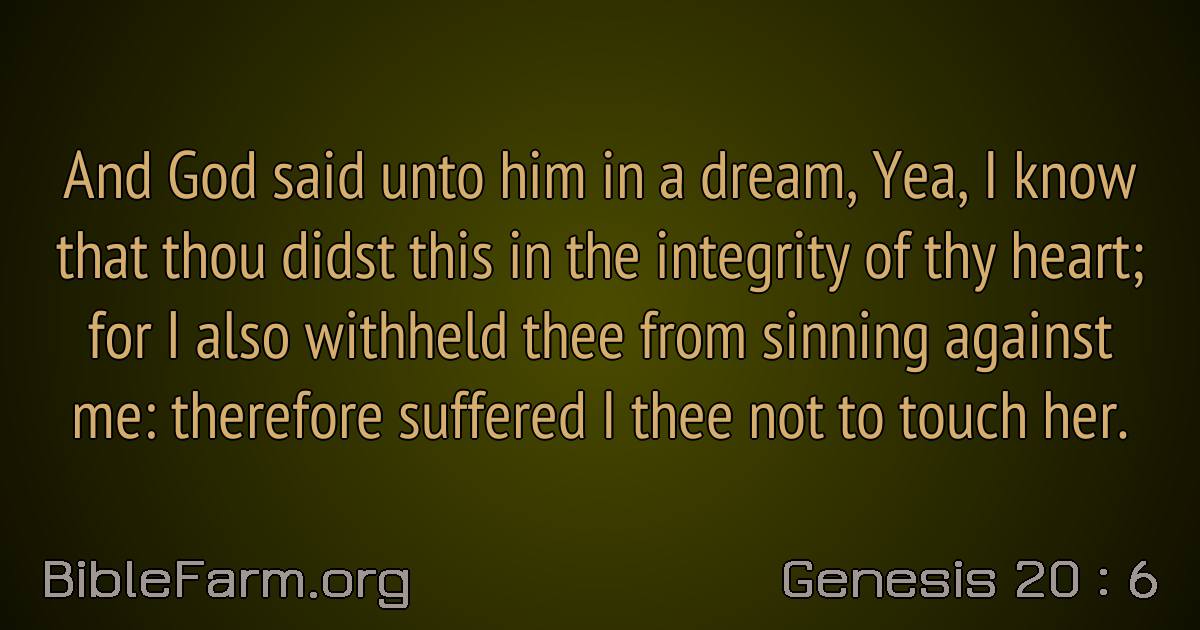 And God said unto him in a dream, Yea, I know
that thou didst this in the integrity of thy heart;
for I also withheld thee from sinning against
me: therefore suffered I thee not to touch her.
BibleFarm.org
Genesis 20 : 6